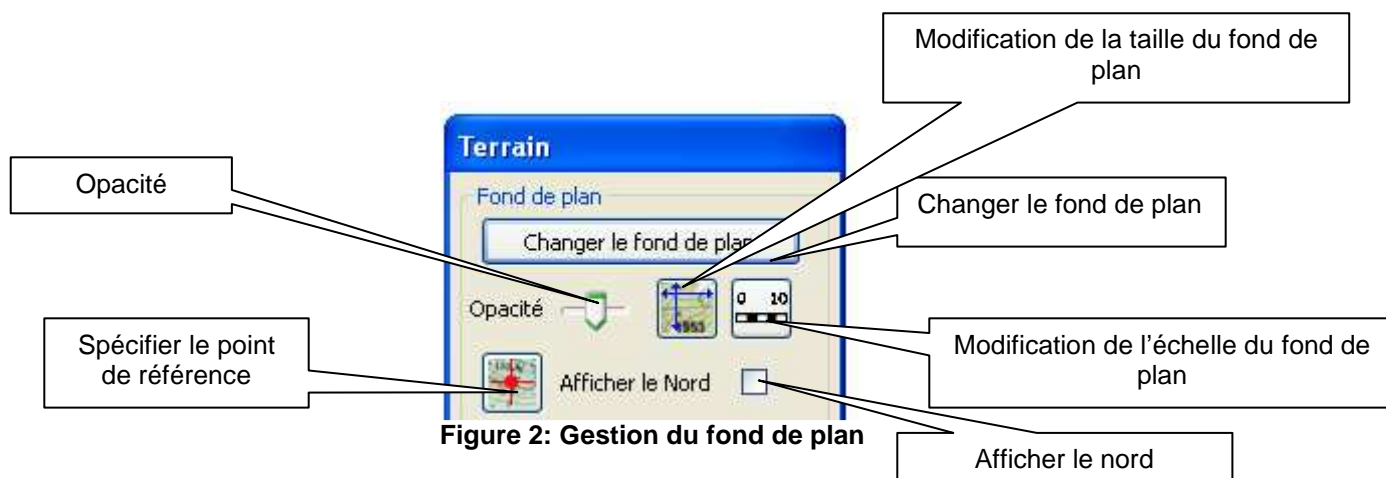 Modification de la taille du fond de
plan
Terrain
Opacité
Fond de plan
Changer le fond de plan
Changer le fond de plan
Opacité
0 10
Spécifier le point
de référence
Afficher le Nord
Modification de l'échelle du fond de
plan
Figure 2: Gestion du fond de plan
Afficher le nord